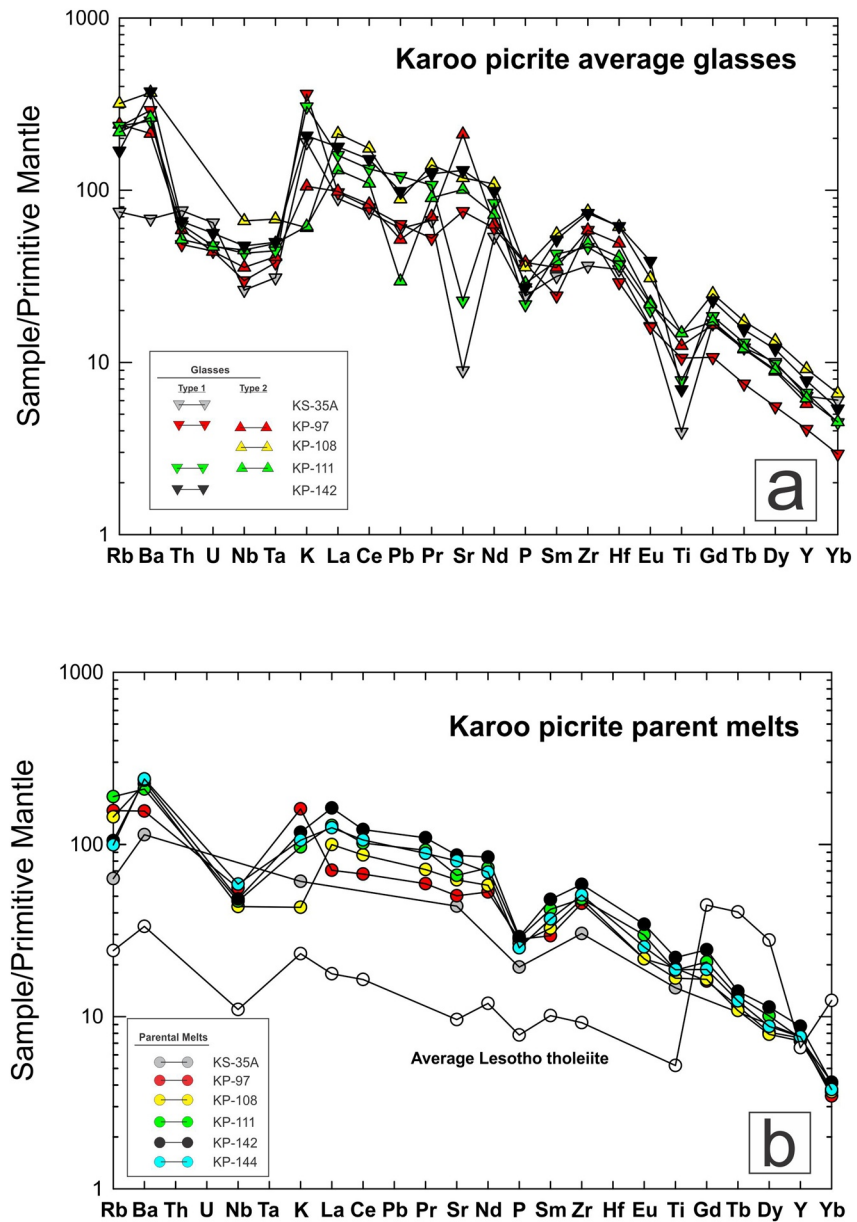 1000
Karoo picrite average glasses
100
10
1
Sample/Primitive Mantle
Glasses
Type 1 Type 2
KS-35A
KP-97
KP-108
KP-111
KP-142
a
Rb Ba Th U Nb Ta K La Ce Pb Pr Sr Nd P Sm Zr Hf Eu Ti Gd Tb Dy Y Yb
1000
Karoo picrite parent melts
100
10
1
Sample/Primitive Mantle
Average Lesotho tholeiite
Parental Melts
KS-35A
KP-97
KP-108
KP-111
KP-142
KP-144
b
Rb Ba Th U Nb Ta K La Ce Pb Pr Sr Nd P Sm Zr Hf Eu Ti Gd Tb Dy Y Yb